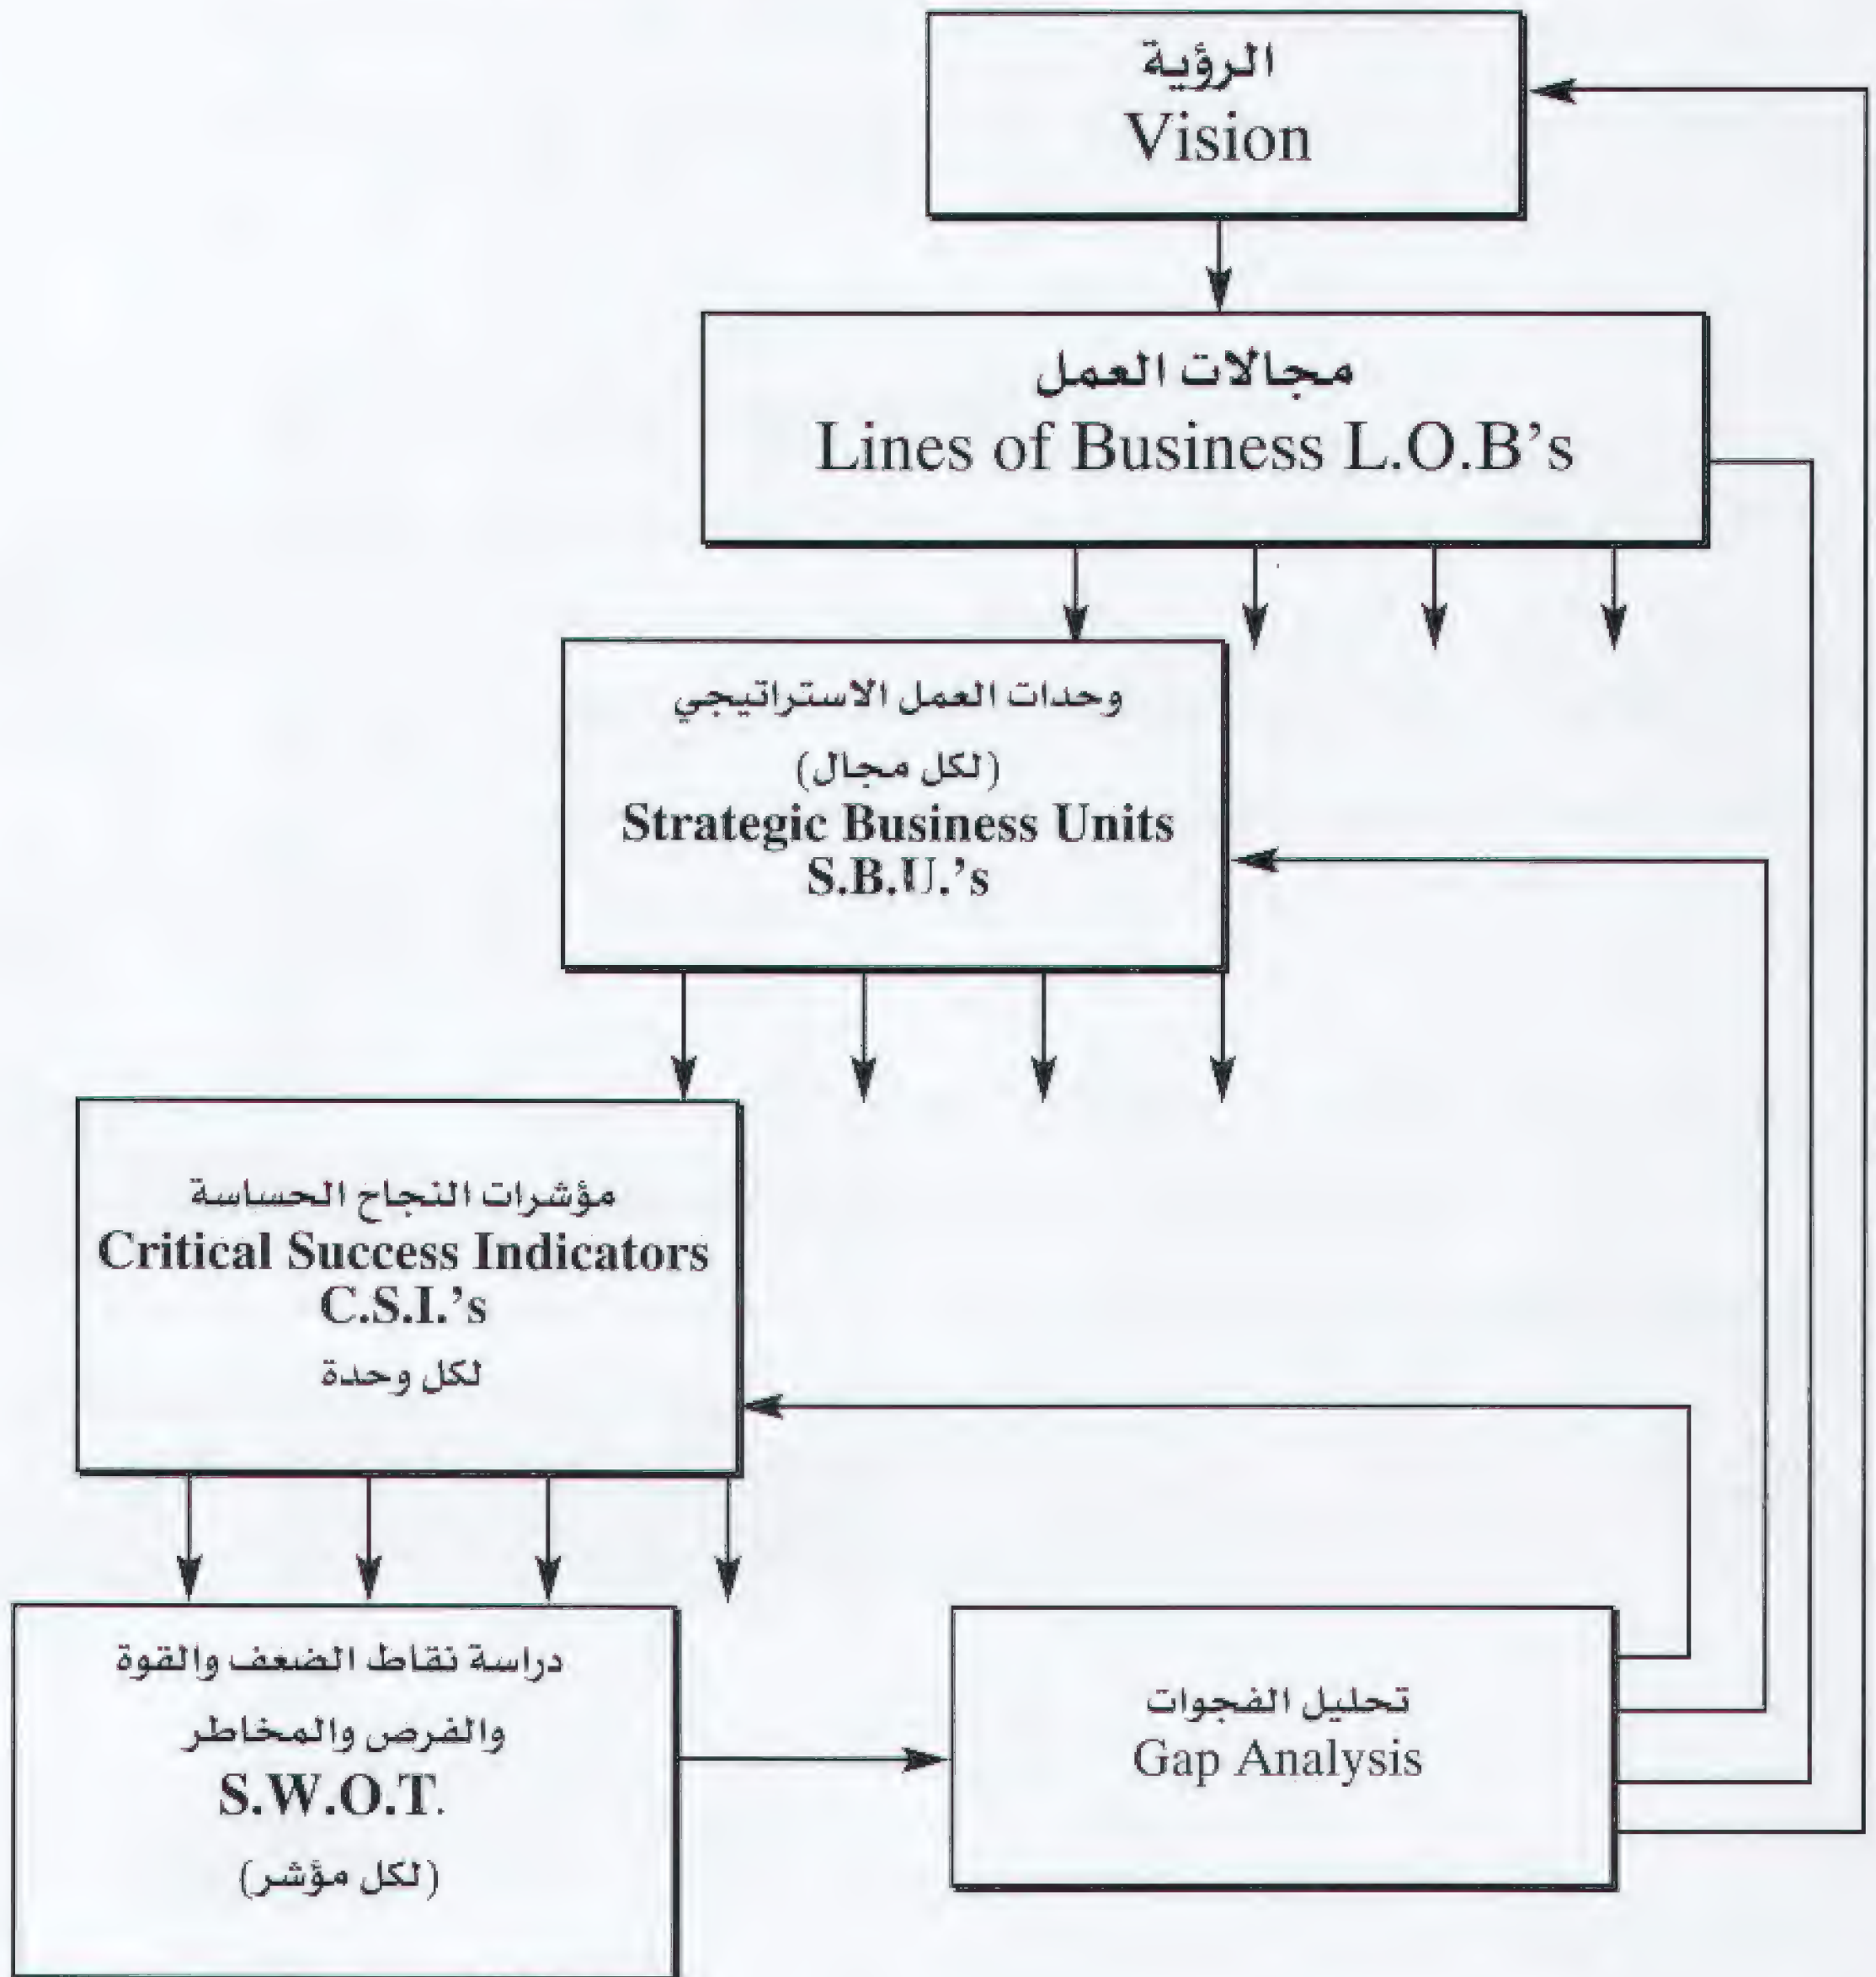 الرؤية
Vision
مجالات العمل
Lines of Business L.O.B’s
وحدات العمل الاستراتيجي
(لكل مجال)
Strategic Business Units
S.B.U.’s
مؤشرات النجاح الحساسة
Critical Success Indicators
C.S.I.’s
لكل وحدة
دراسة نقاط الضعف والقوة
والفرص والمخاطر
S.W.O.T.
(لكل مؤشر)
تحليل الفجوات
Gap Analysis